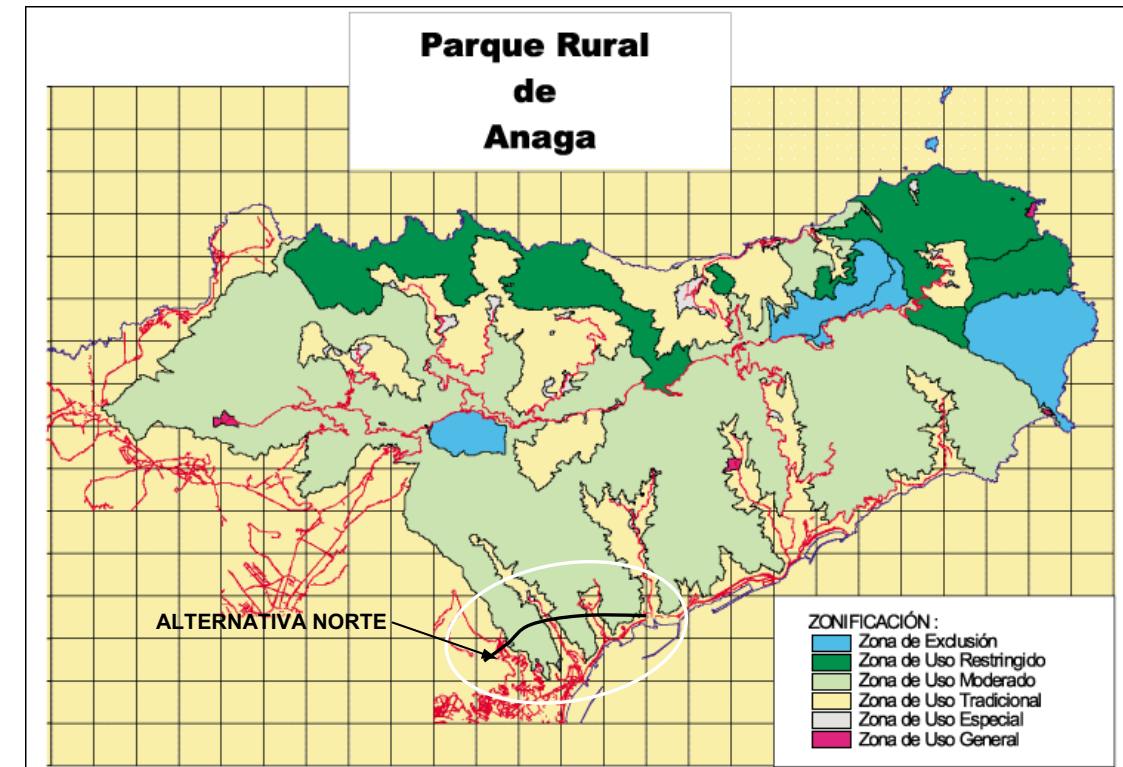 Parque Rural
de
Anaga
ALTERNATIVA NORTE
ZONIFICACIÓN :
Zona de Exclusión
Zona de Uso Restringido
Zona de Uso Moderado
Zona de Uso Tradicional
Zona de Uso Especial
Zona de Uso General